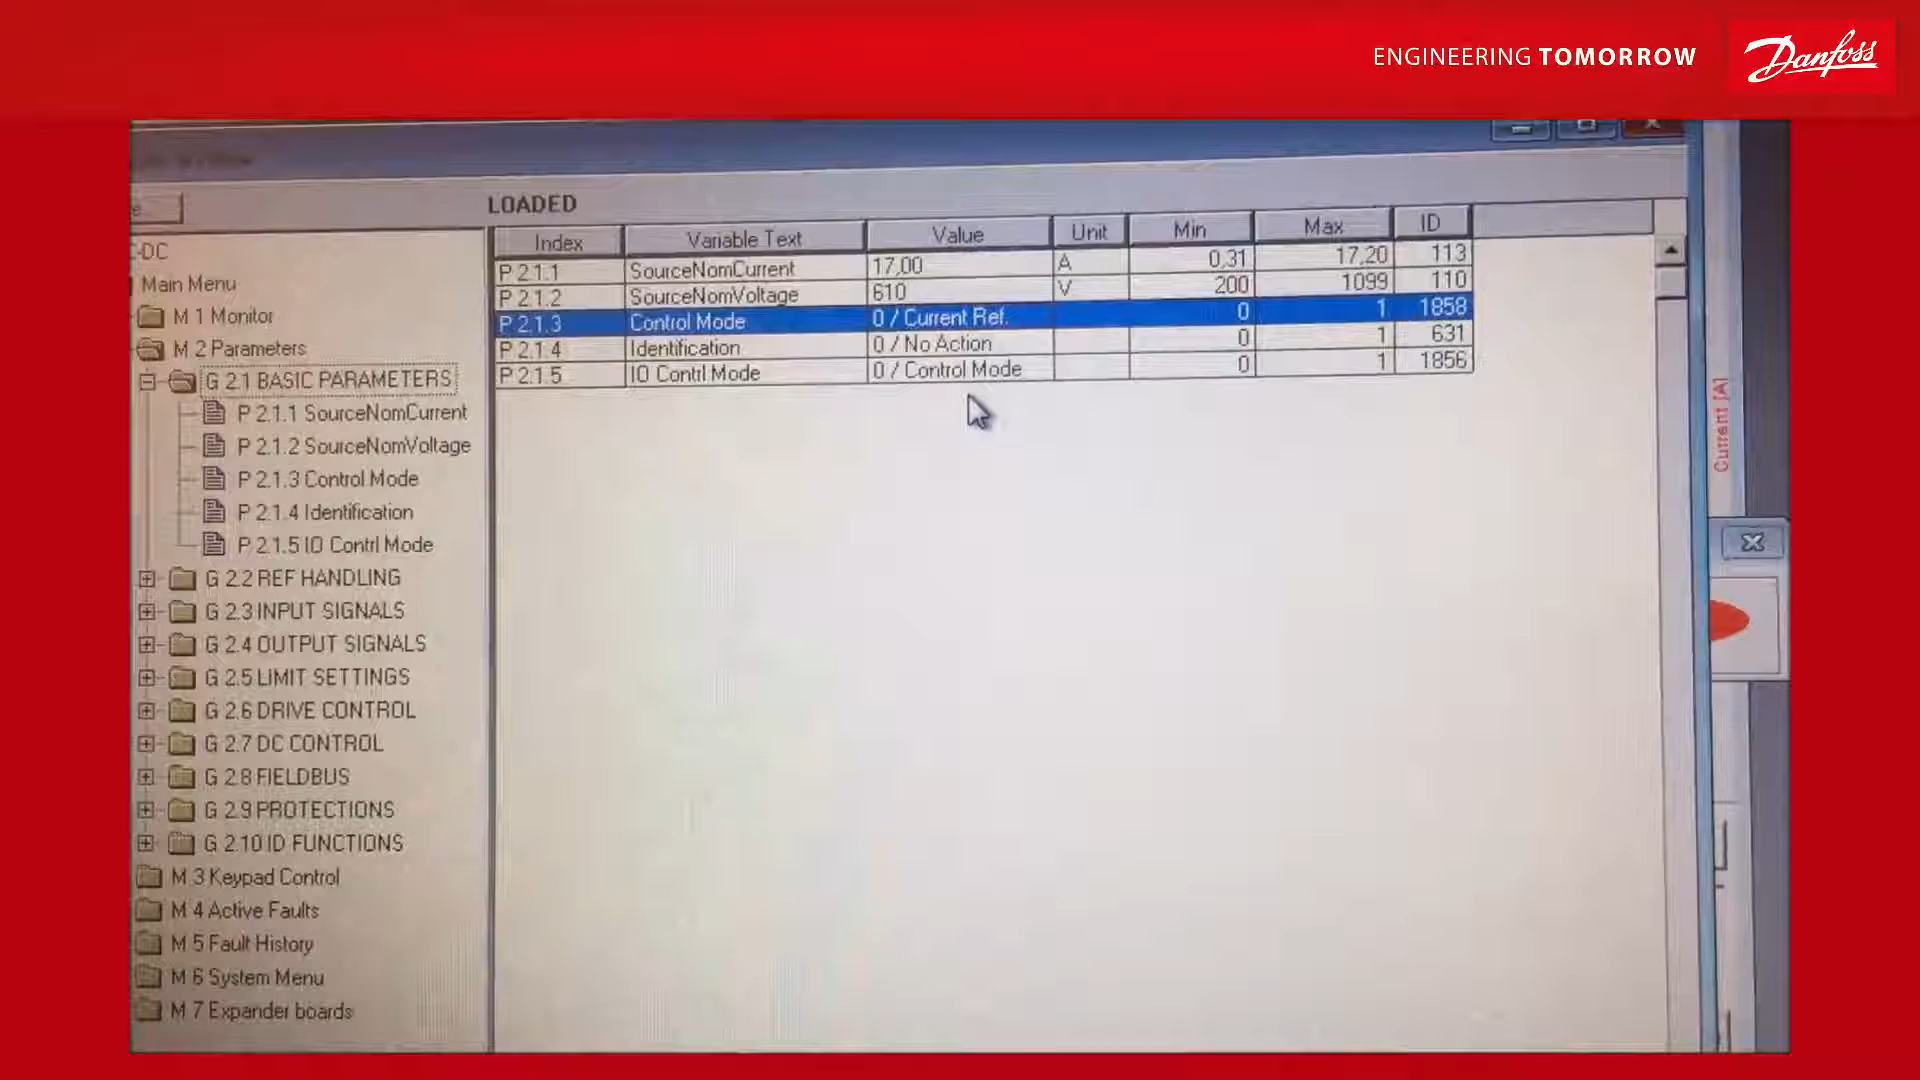 ENGINEERING TOMORROW
Danfoss
LOADED
Index Variable Text Value Unit Min Max ID
P 2.1.1 SourceNomCurrent 17,00 A 0,31 17,20 113
P 2.1.2 SourceNomVoltage 610 V 200 1099 110
P 2.1.3 Control Mode 0 / Current Ref. 0 1 1858
P 2.1.4 Identification 0 / No Action 0 1 631
P 2.1.5 IO Contrl Mode 0 / Control Mode 0 1 1856
C-DC
Main Menu
M 1 Monitor
M 2 Parameters
G 2.1 BASIC PARAMETERS
P 2.1.1 SourceNomCurrent
P 2.1.2 SourceNomVoltage
P 2.1.3 Control Mode
P 2.1.4 Identification
P 2.1.5 IO Contrl Mode
G 2.2 REF HANDLING
G 2.3 INPUT SIGNALS
G 2.4 OUTPUT SIGNALS
G 2.5 LIMIT SETTINGS
G 2.6 DRIVE CONTROL
G 2.7 DC CONTROL
G 2.8 FIELDBUS
G 2.9 PROTECTIONS
G 2.10 ID FUNCTIONS
M 3 Keypad Control
M 4 Active Faults
M 5 Fault History
M 6 System Menu
M 7 Expander boards
Current [A]